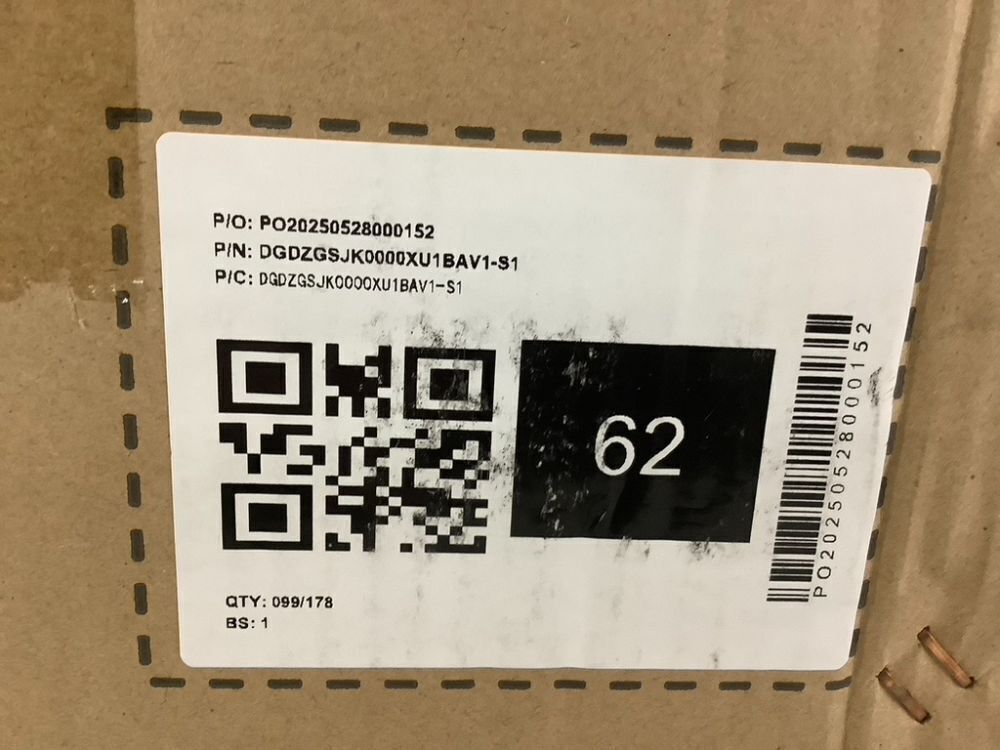 P/O: PO20250528000152
P/N: DGDZGSJK0000XU1BAV1-S1
P/C: DGDZGSJK0000XU1BAV1-S1
62
PO20250528000152
QTY: 099/178
BS: 1